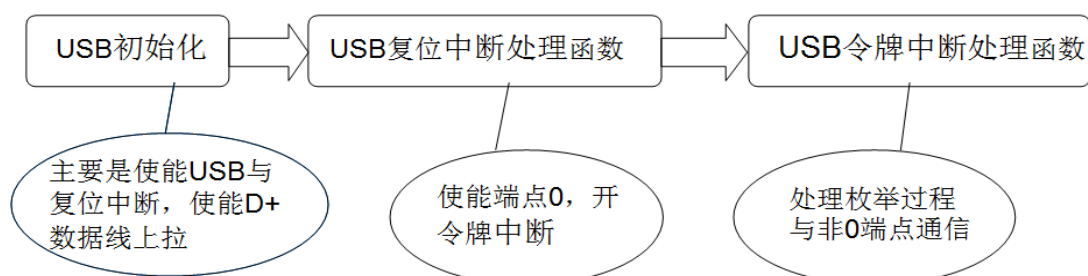 USB初始化
USB复位中断处理函数
USB令牌中断处理函数
主要是使能USB与
复位中断，使能D+
数据线上拉
使能端点0，开
令牌中断
处理枚举过程
与非0端点通信